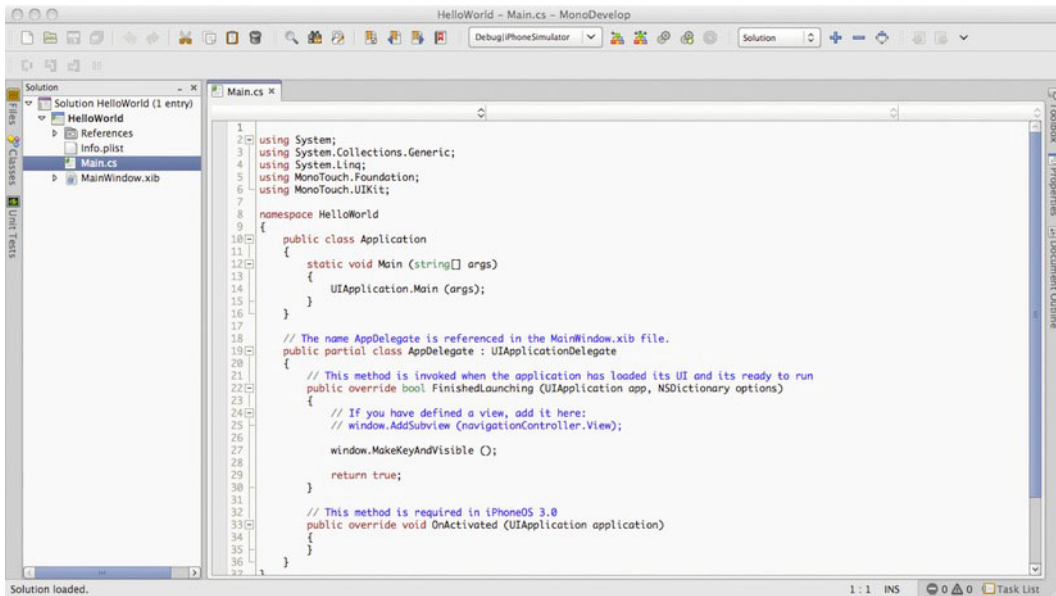 HelloWorld – Main.cs – MonoDevelop
Debug|iPhoneSimulator
Solution
Solution
Main.cs
Files
Classes
Unit Tests
Solution HelloWorld (1 entry)
HelloWorld
References
Info.plist
Main.cs
MainWindow.xib
1
2 using System;
3 using System.Collections.Generic;
4 using System.Linq;
5 using MonoTouch.Foundation;
6 using MonoTouch.UIKit;
7
8 namespace HelloWorld
9 {
10 public class Application
11 {
12 static void Main (string[] args)
13 {
14 UIApplication.Main (args);
15 }
16 }
17
18 // The name AppDelegate is referenced in the MainWindow.xib file.
19 public partial class AppDelegate : UIApplicationDelegate
20 {
21 // This method is invoked when the application has loaded its UI and its ready to run
22 public override bool FinishedLaunching (UIApplication app, NSDictionary options)
23 {
24 // If you have defined a view, add it here:
25 // window.AddSubview (navigationController.View);
26
27 window.MakeKeyAndVisible ();
28
29 return true;
30 }
31
32 // This method is required in iPhoneOS 3.0
33 public override void OnActivated (UIApplication application)
34 {
35 }
36 }
37 }
Toolbox
Properties
Document Outline
Solution loaded.
1 : 1 INS
0
0
Task List